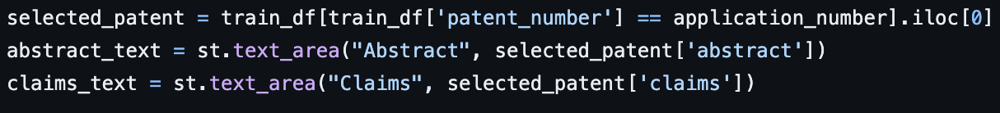 selected_patent = train_df[train_df['patent_number'] == application_number].iloc[0]
abstract_text = st.text_area("Abstract", selected_patent['abstract'])
claims_text = st.text_area("Claims", selected_patent['claims'])